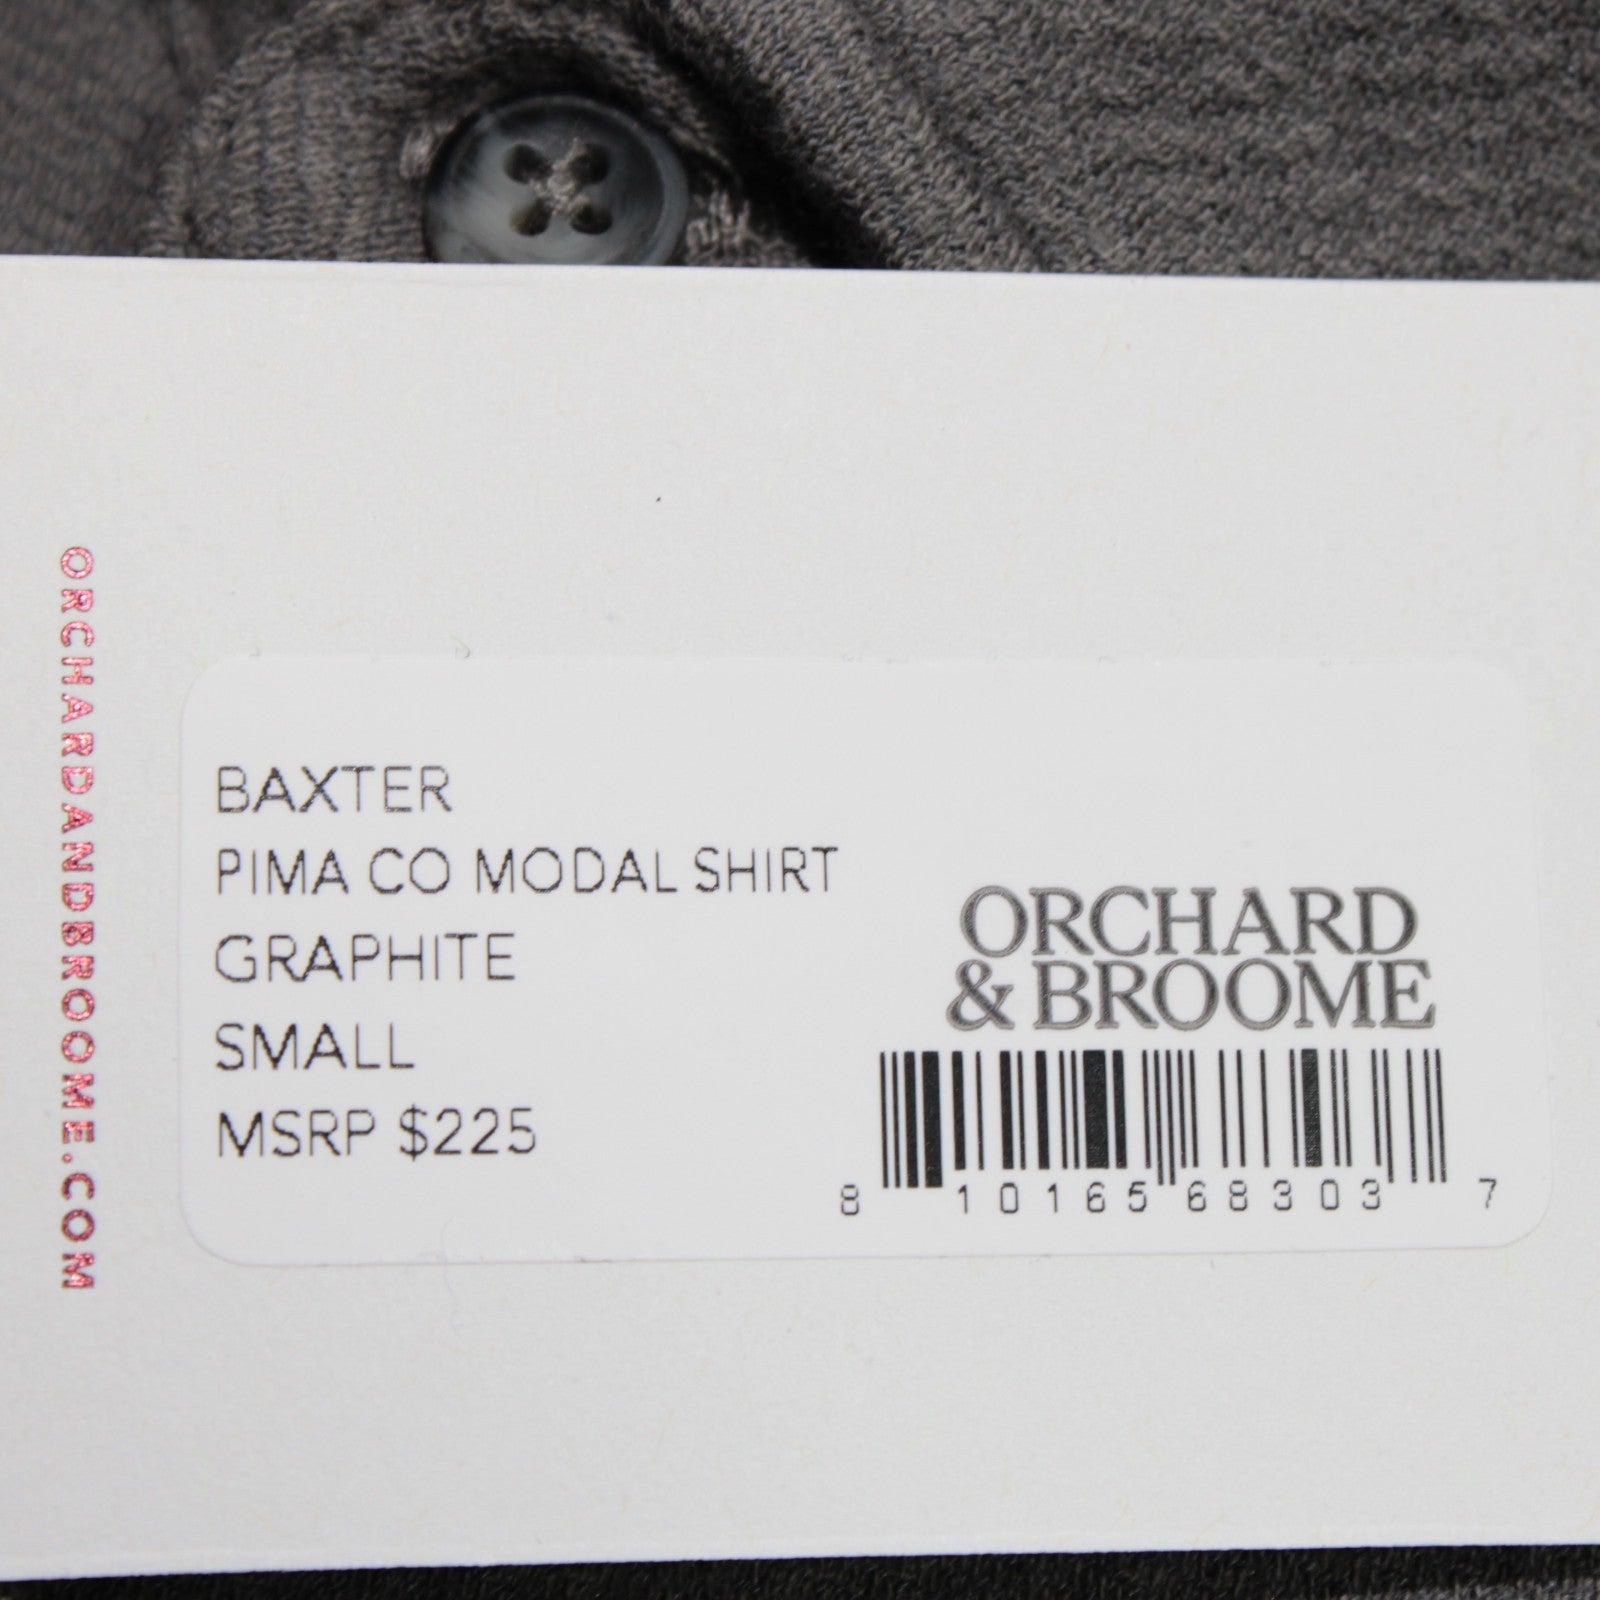 ORCHARDANDBROOME.COM
BAXTER
PIMA CO MODAL SHIRT
GRAPHITE
SMALL
MSRP $225
ORCHARD
& BROOME
8 10165 68303 7